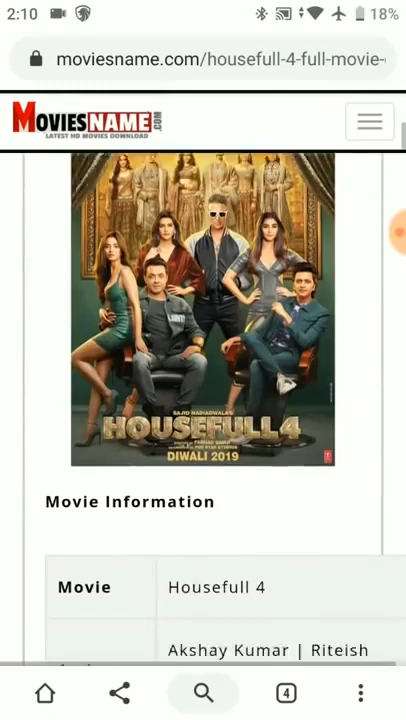 2:10
18%
moviesname.com/housefull-4-full-movie-
MOVIESNAME.COM
LATEST HD MOVIES DOWNLOAD
SAJID NADIADWALA'S
HOUSEFULL 4
DIWALI 2019
Movie Information
Movie Housefull 4
Akshay Kumar | Riteish
4